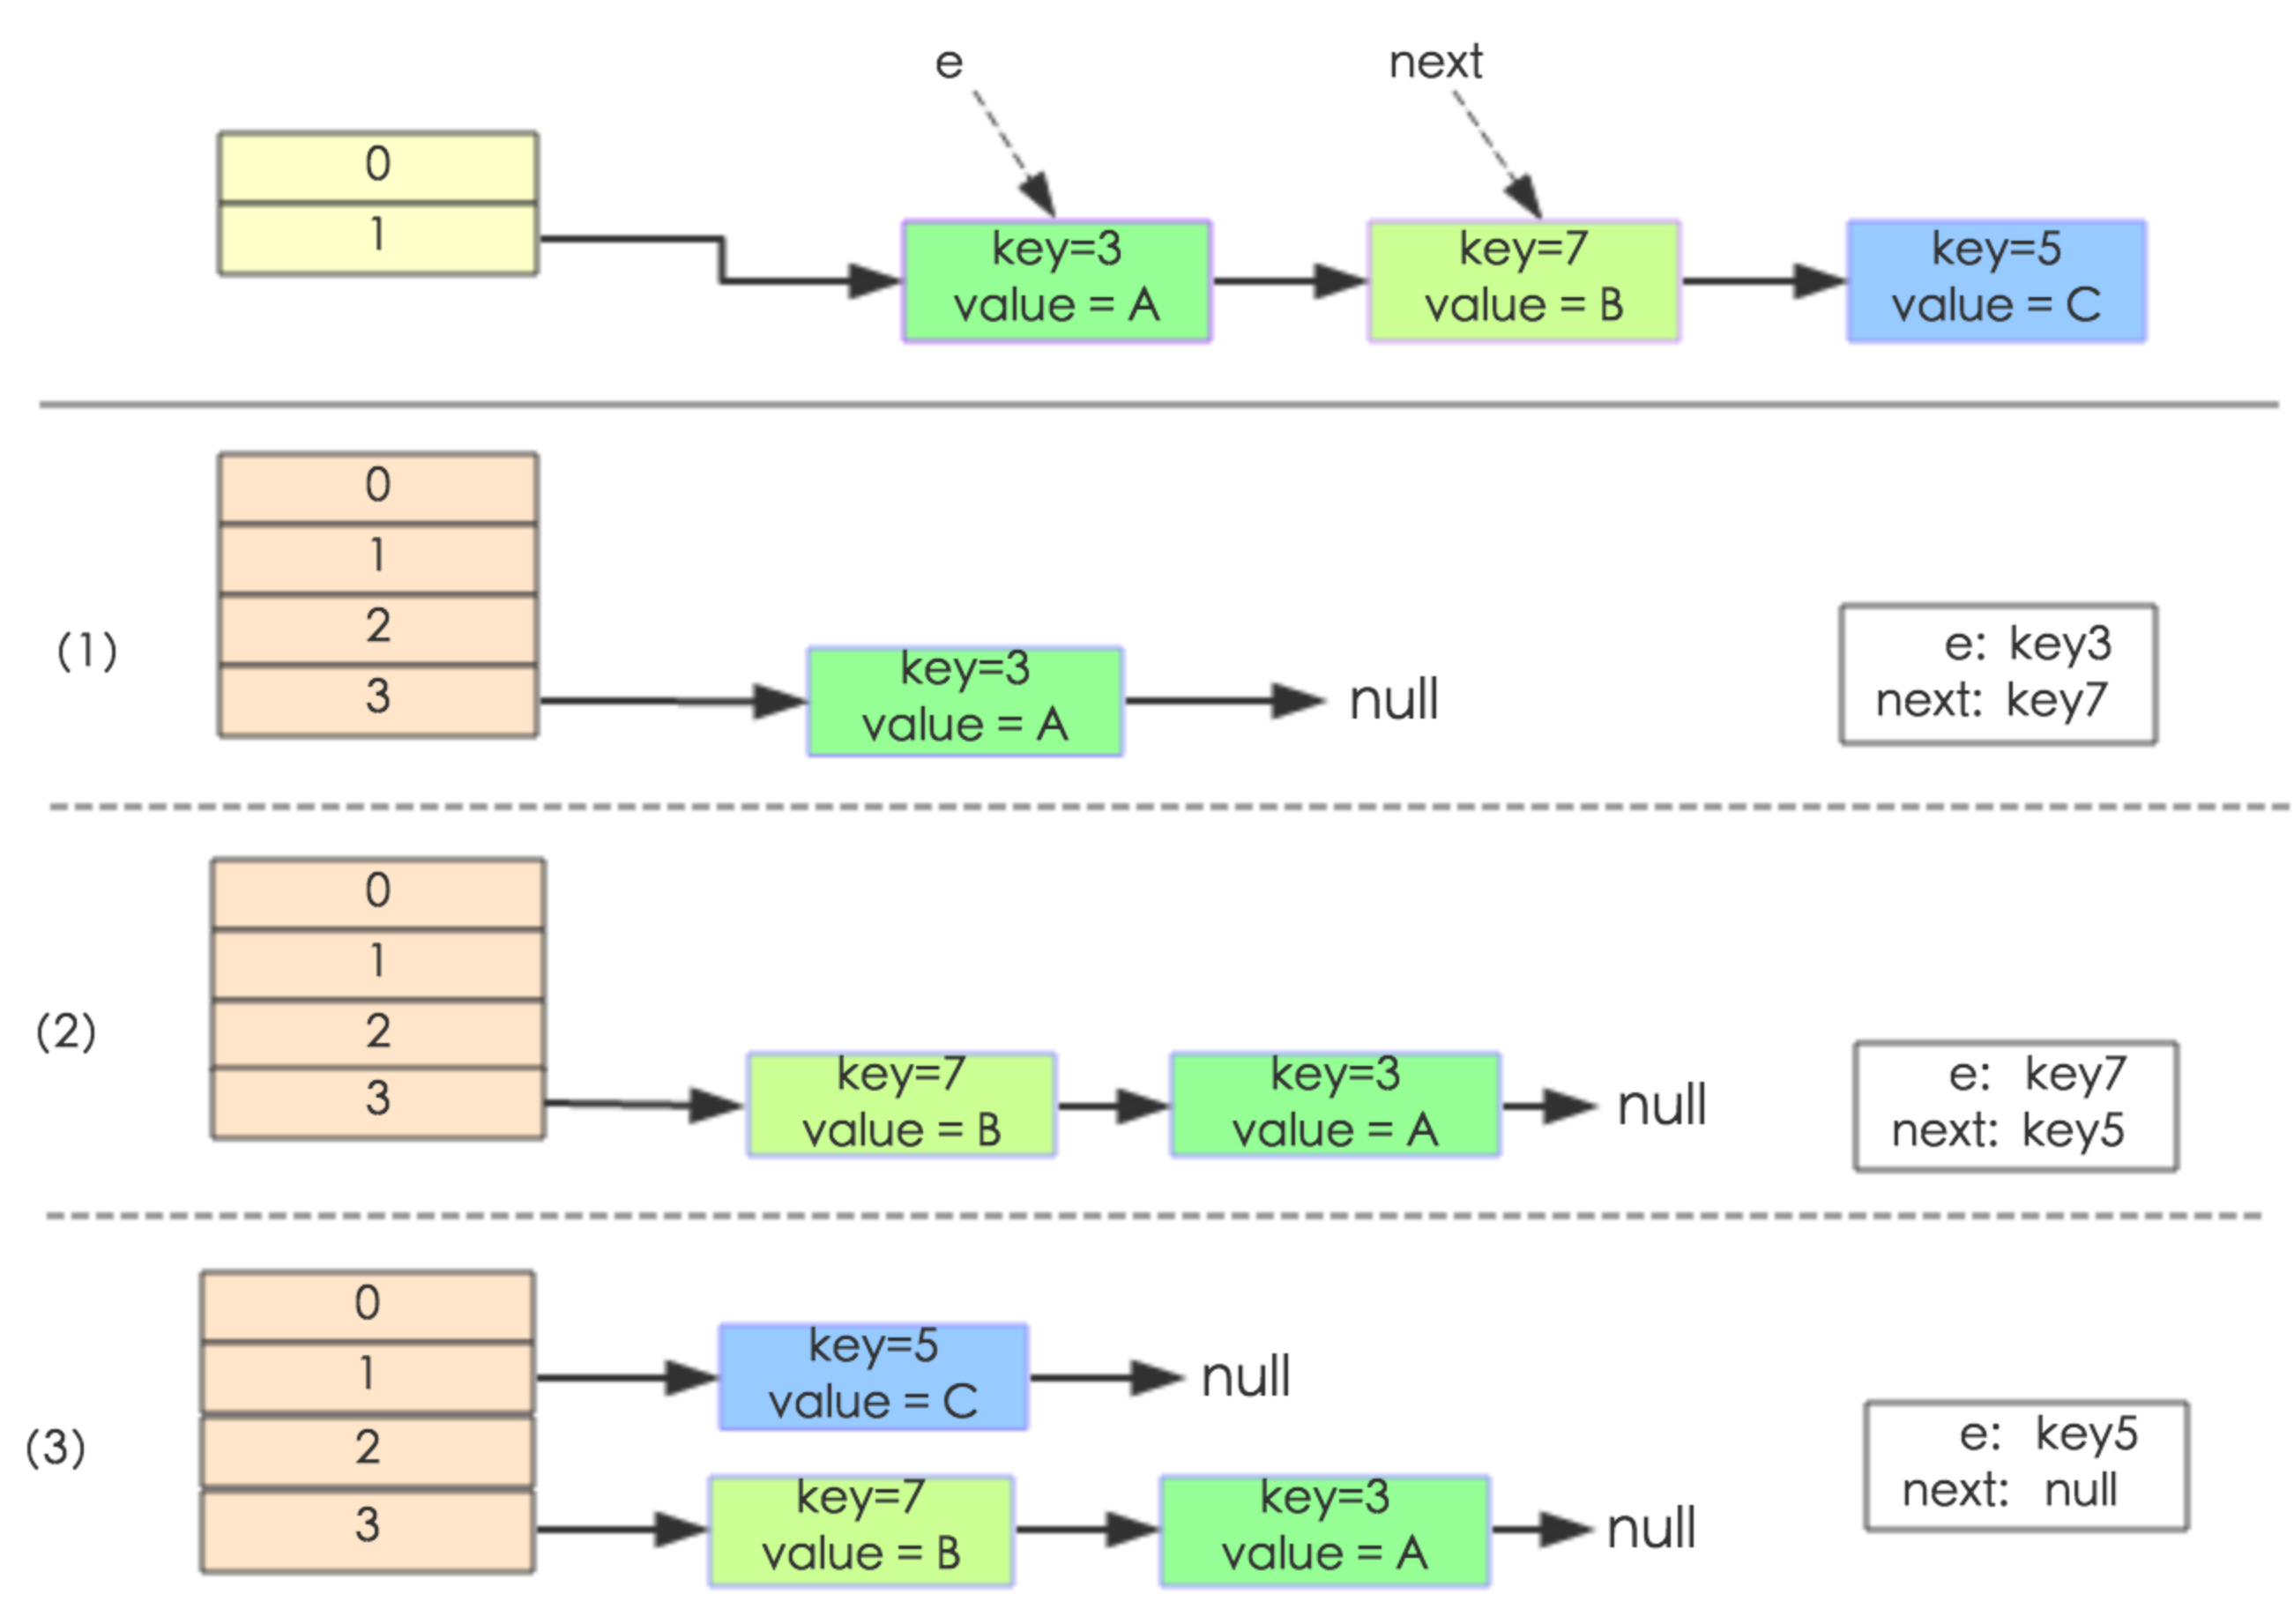 e
next
0
1
key=3
value = A
key=7
value = B
key=5
value = C
(1)
0
1
2
3
key=3
value = A
null
e: key3
next: key7
(2)
0
1
2
3
key=7
value = B
key=3
value = A
null
e: key7
next: key5
(3)
0
1
2
3
key=5
value = C
null
key=7
value = B
key=3
value = A
null
e: key5
next: null